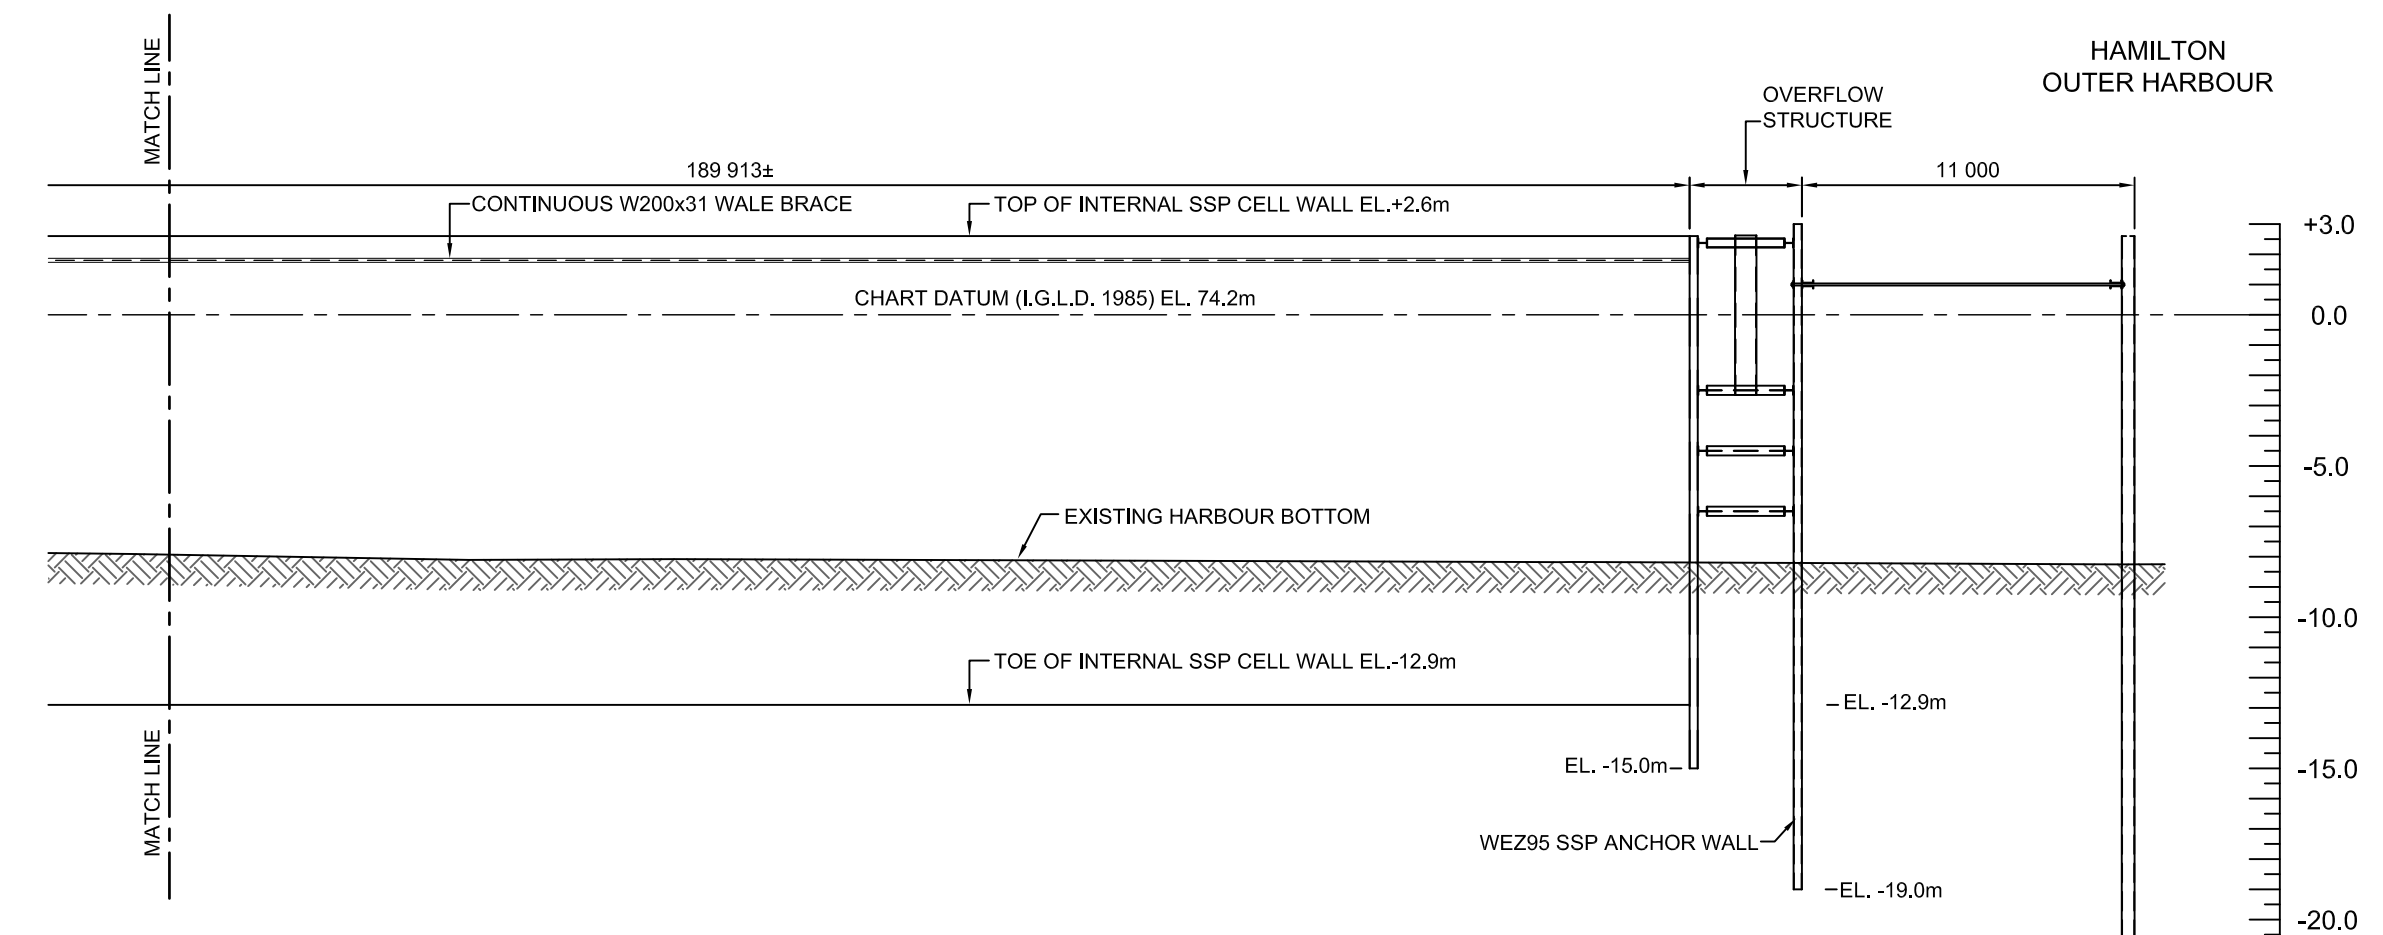 HAMILTON
OUTER HARBOUR
MATCH LINE
OVERFLOW
STRUCTURE
189 913±
11 000
CONTINUOUS W200x31 WALE BRACE
TOP OF INTERNAL SSP CELL WALL EL.+2.6m
+3.0
CHART DATUM (I.G.L.D. 1985) EL. 74.2m
0.0
-5.0
EXISTING HARBOUR BOTTOM
-10.0
TOE OF INTERNAL SSP CELL WALL EL.-12.9m
EL. -12.9m
MATCH LINE
EL. -15.0m
-15.0
WEZ95 SSP ANCHOR WALL
EL. -19.0m
-20.0